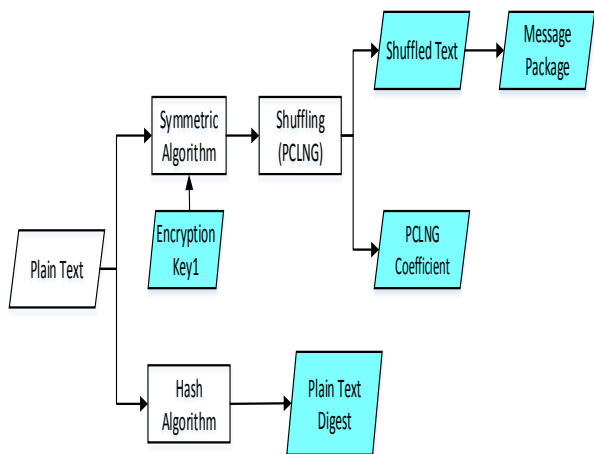 Shuffled Text
Message
Package
Symmetric
Algorithm
Shuffling
(PCLNG)
Encryption
Key1
PCLNG
Coefficient
Plain Text
Hash
Algorithm
Plain Text
Digest